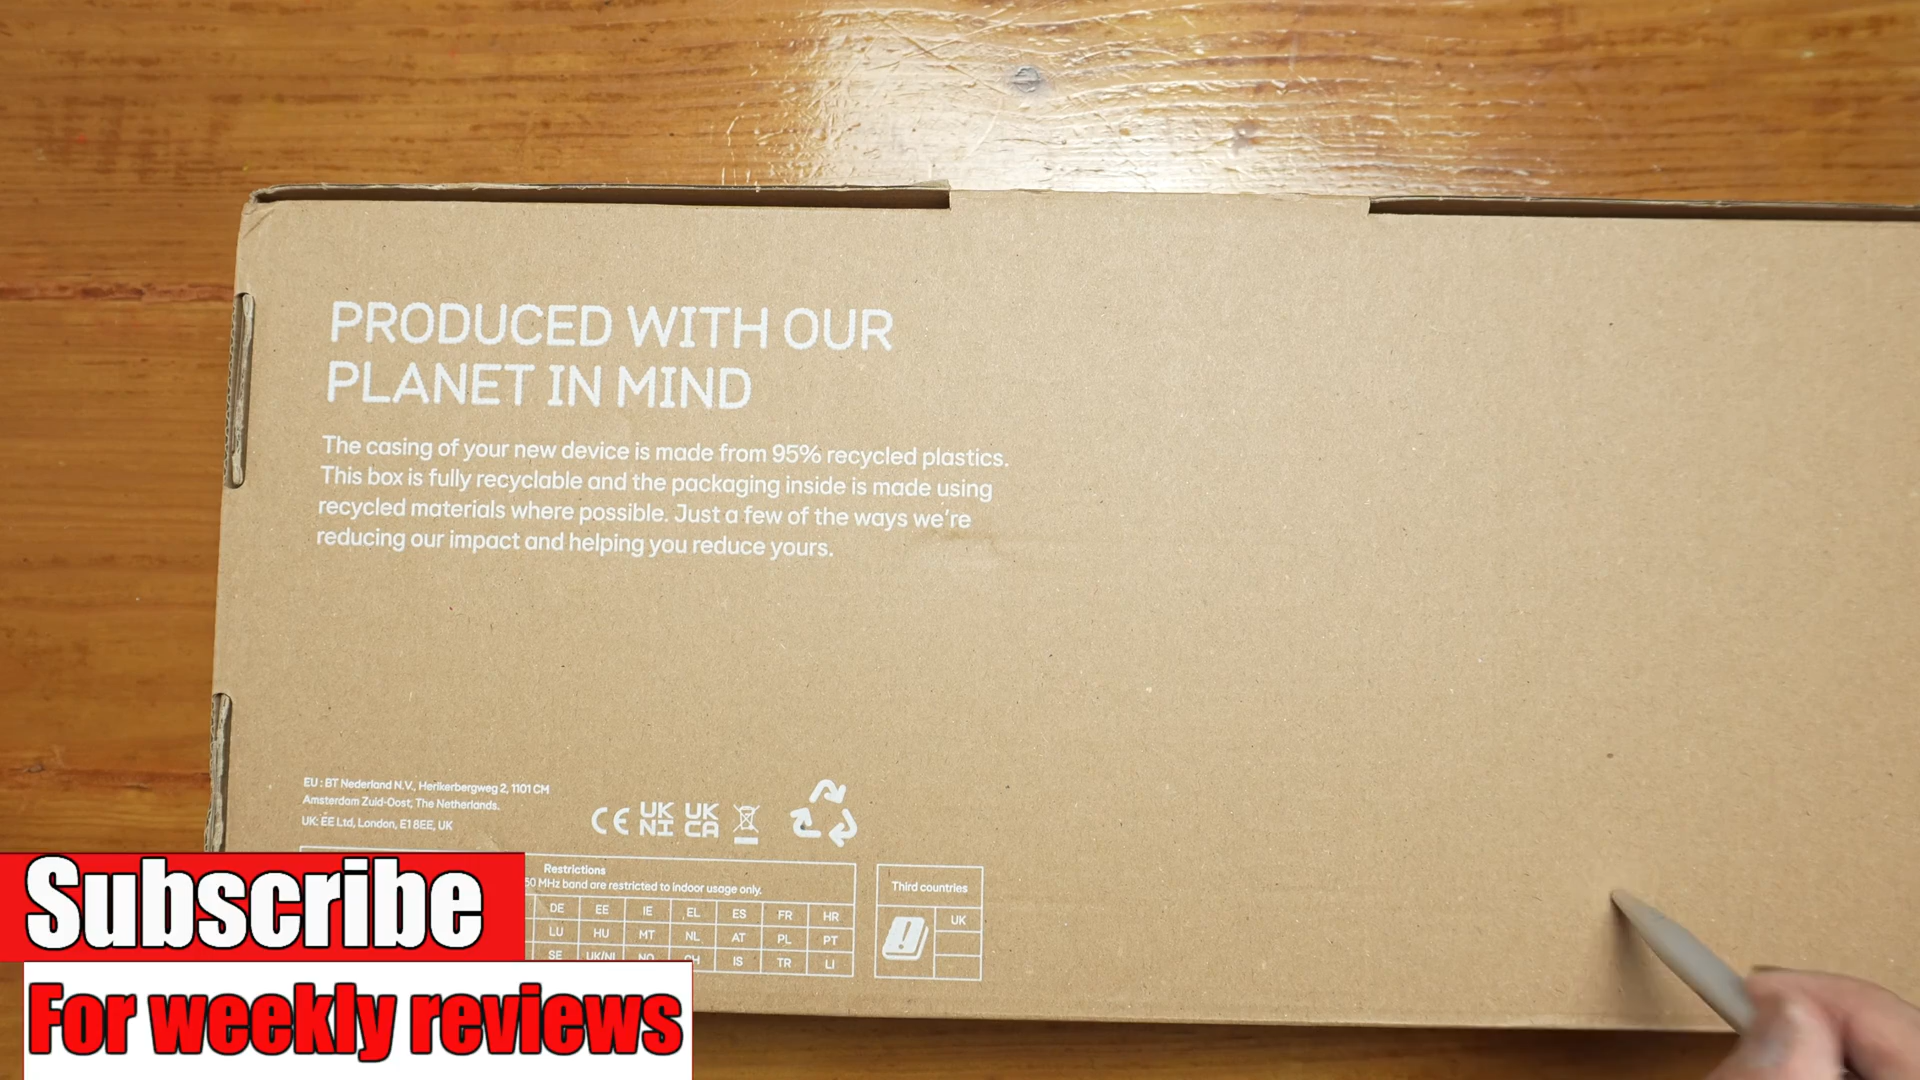 PRODUCED WITH OUR
PLANET IN MIND
The casing of your new device is made from 95% recycled plastics.
This box is fully recyclable and the packaging inside is made using
recycled materials where possible. Just a few of the ways we're
reducing our impact and helping you reduce yours.
EU : BT Nederland N.V., Herikerbergweg 2, 1101 CM
Amsterdam Zuid-Oost, The Netherlands.
UK: EE Ltd, London, E1 8EE, UK
CE UK NI UK CA
Restrictions
MHz band are restricted to indoor usage only.
DE EE IE EL ES FR HR
LU HU MT NL AT PL PT
SE UK/NI NO CH IS TR LI
Third countries
UK
Subscribe
For weekly reviews